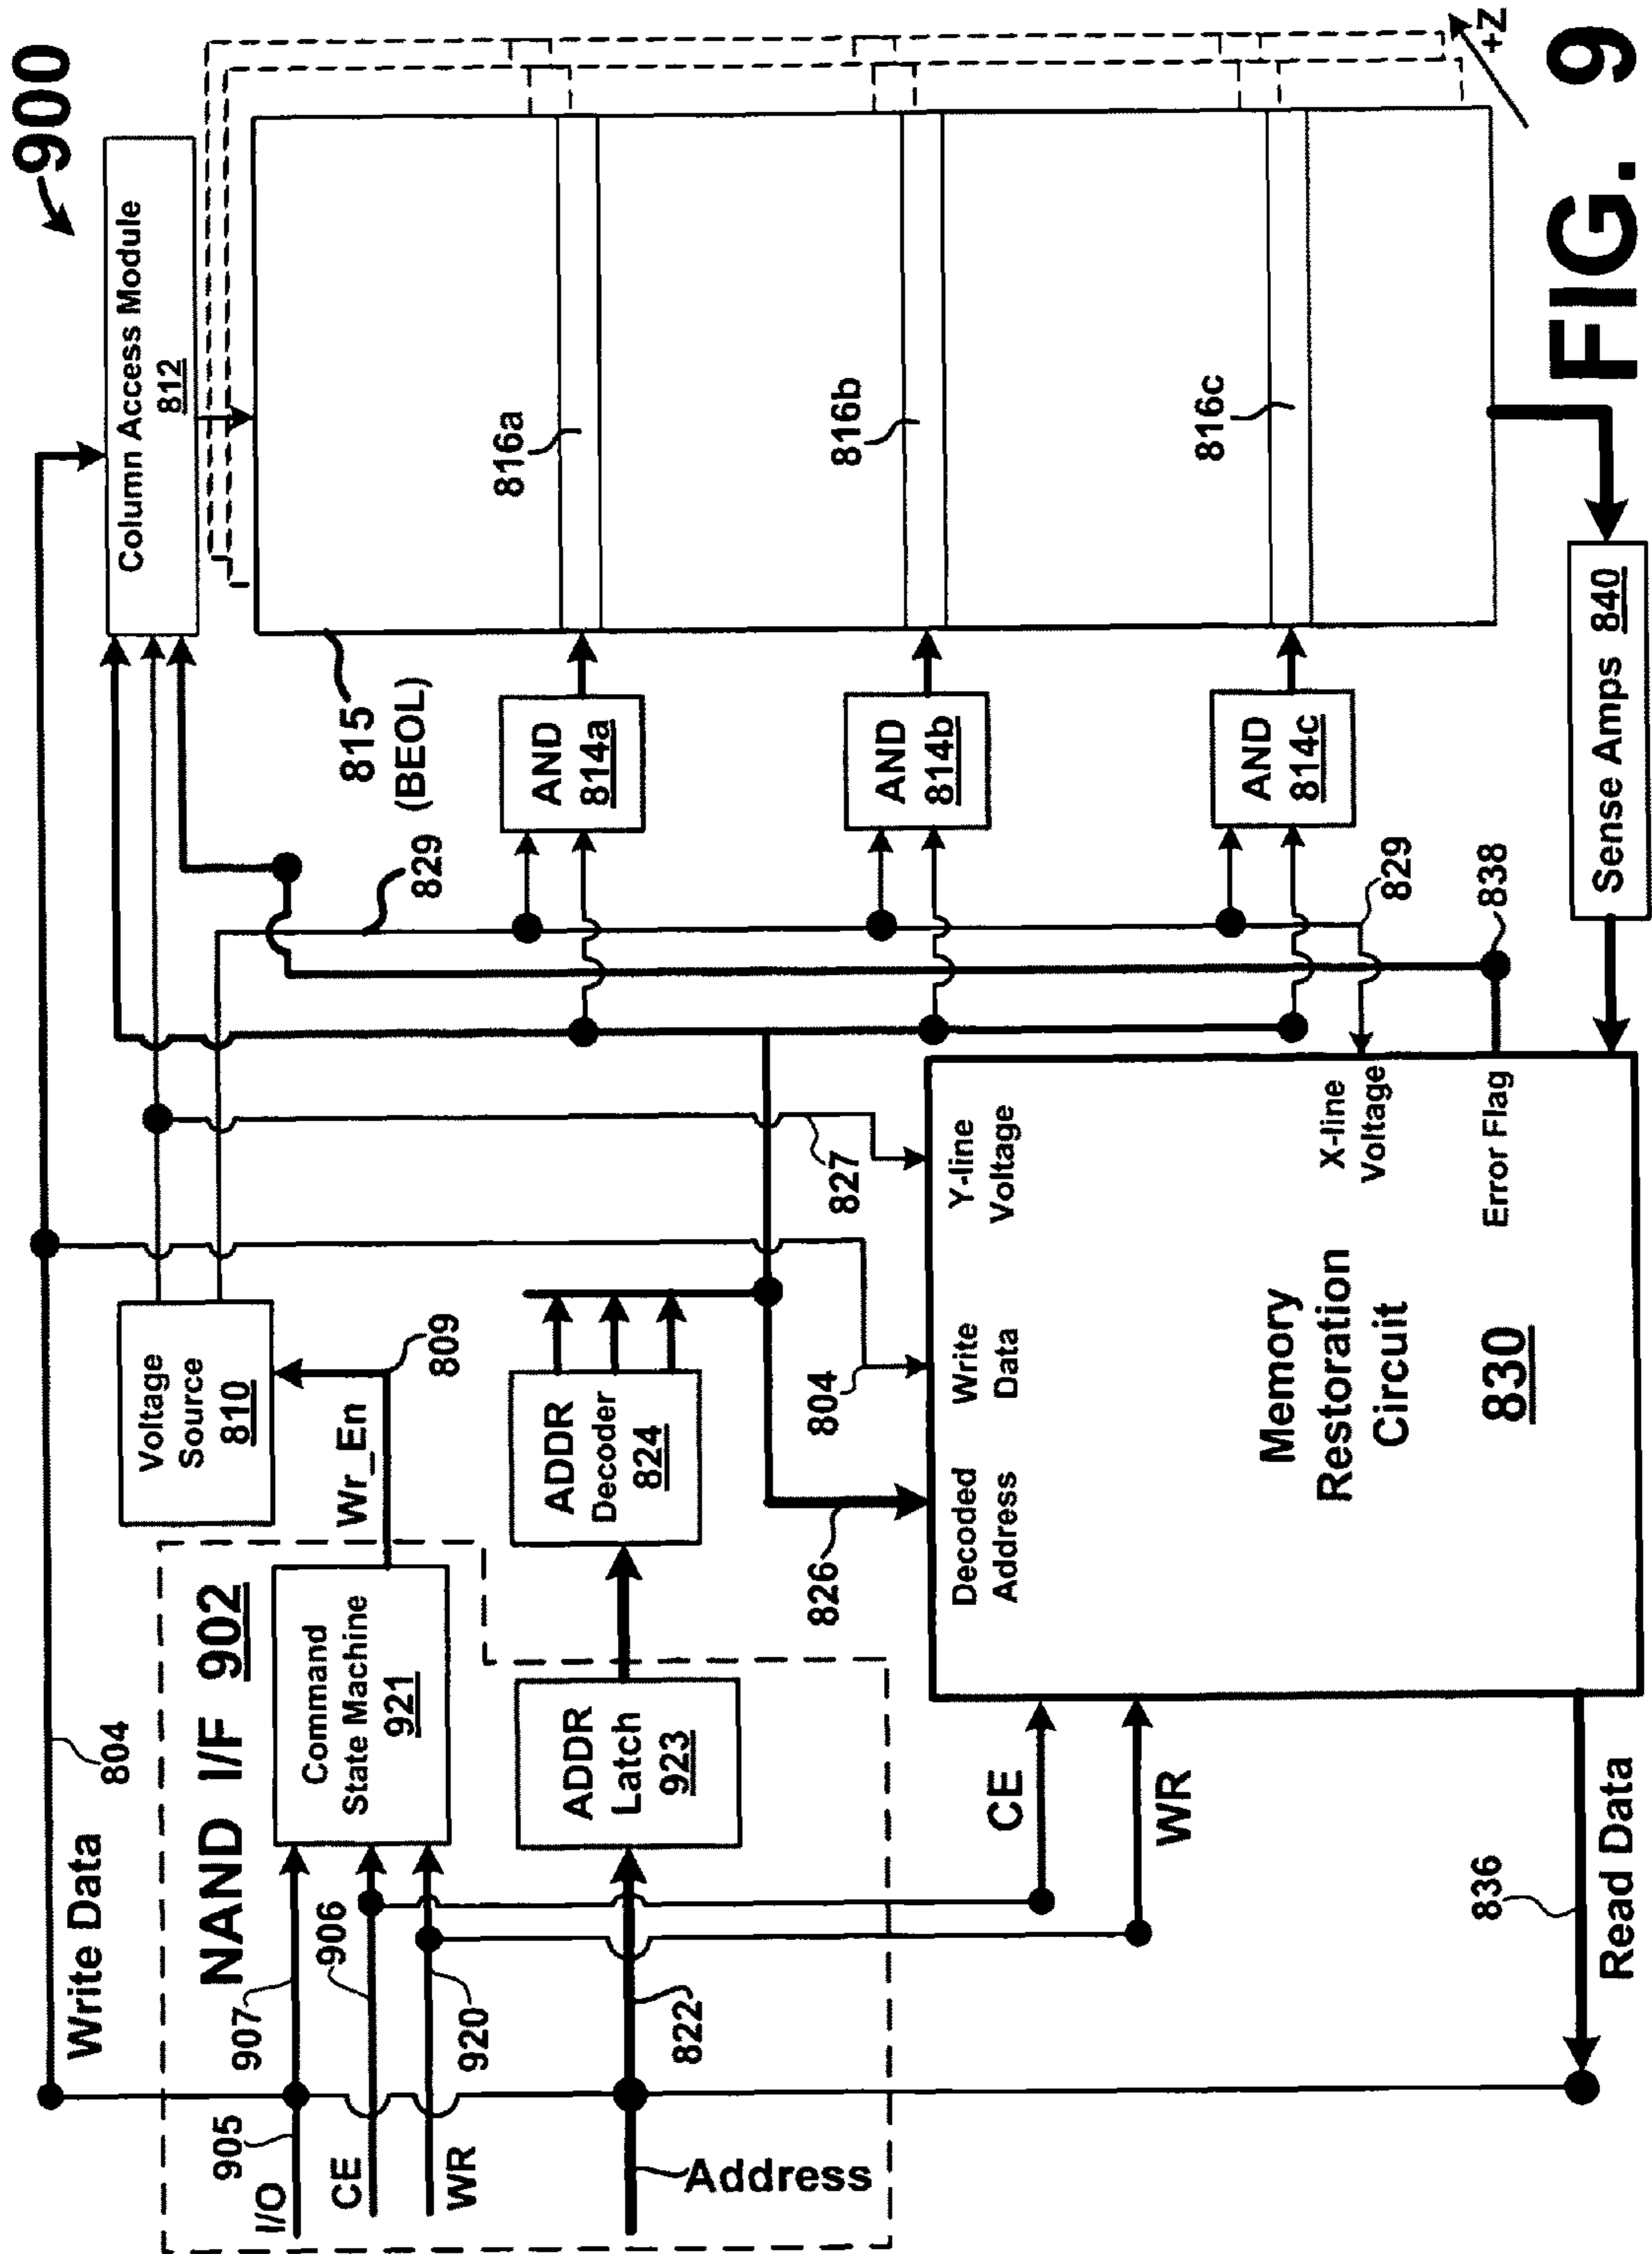 900
Write Data
804
NAND I/F 902
905
I/O
907
906
CE
WR
920
Command
State Machine
921
Wr_En
809
Voltage
Source
810
Column Access Module
812
815
(BEOL)
829
Address
822
ADDR
Latch
923
ADDR
Decoder
824
AND
814a
816a
AND
814b
816b
AND
814c
816c
826
804
827
829
838
CE
WR
Decoded
Address
Write
Data
Y-line
Voltage
X-line
Voltage
Error Flag
Memory
Restoration
Circuit
830
Sense Amps 840
836
Read Data
+Z
FIG. 9